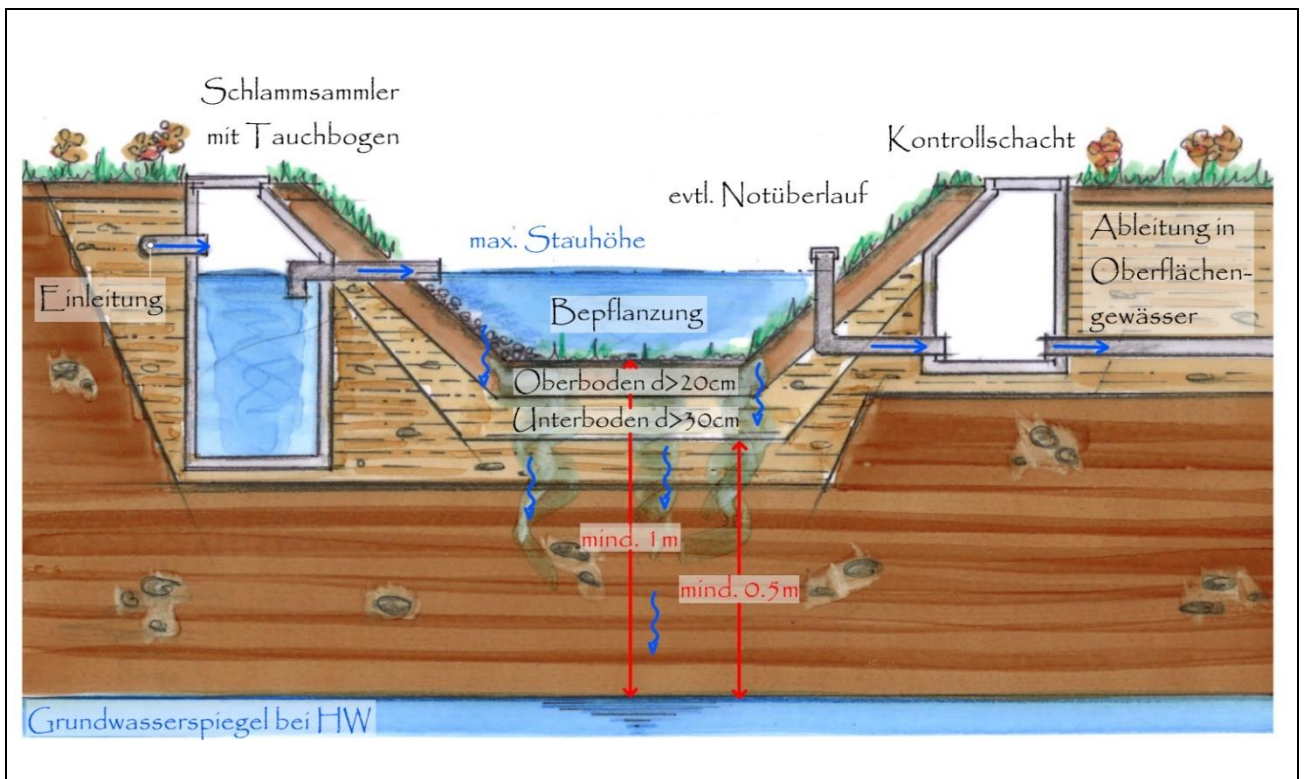 Schlammsammler
mit Tauchbogen
Kontrollschacht
evtl. Notüberlauf
max. Stauhöhe
Ableitung in
Oberflächen-
gewässer
Einleitung
Bepflanzung
Oberboden d>20cm
Unterboden d>30cm
mind. 1m
mind. 0.5m
Grundwasserspiegel bei HW